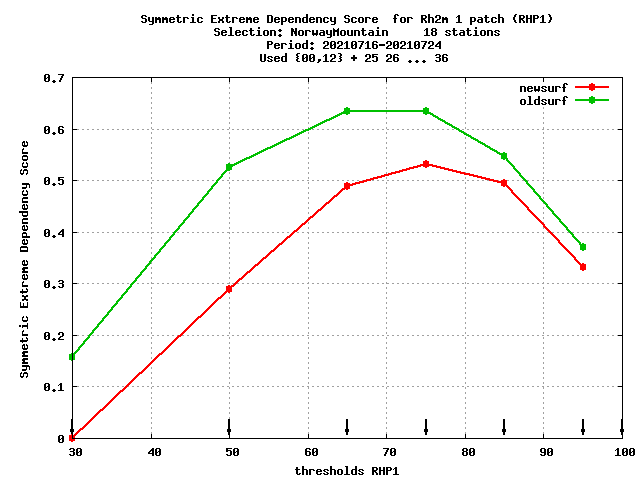 Symmetric Extreme Dependency Score  for Rh2m 1 patch (RHP1)
Selection: NorwayMountain     18 stations
Period: 20210716-20210724
Used {00,12} + 25 26 ... 36
newsurf
oldsurf
Symmetric Extreme Dependency Score
0.7
0.6
0.5
0.4
0.3
0.2
0.1
0
30 40 50 60 70 80 90 100
thresholds RHP1